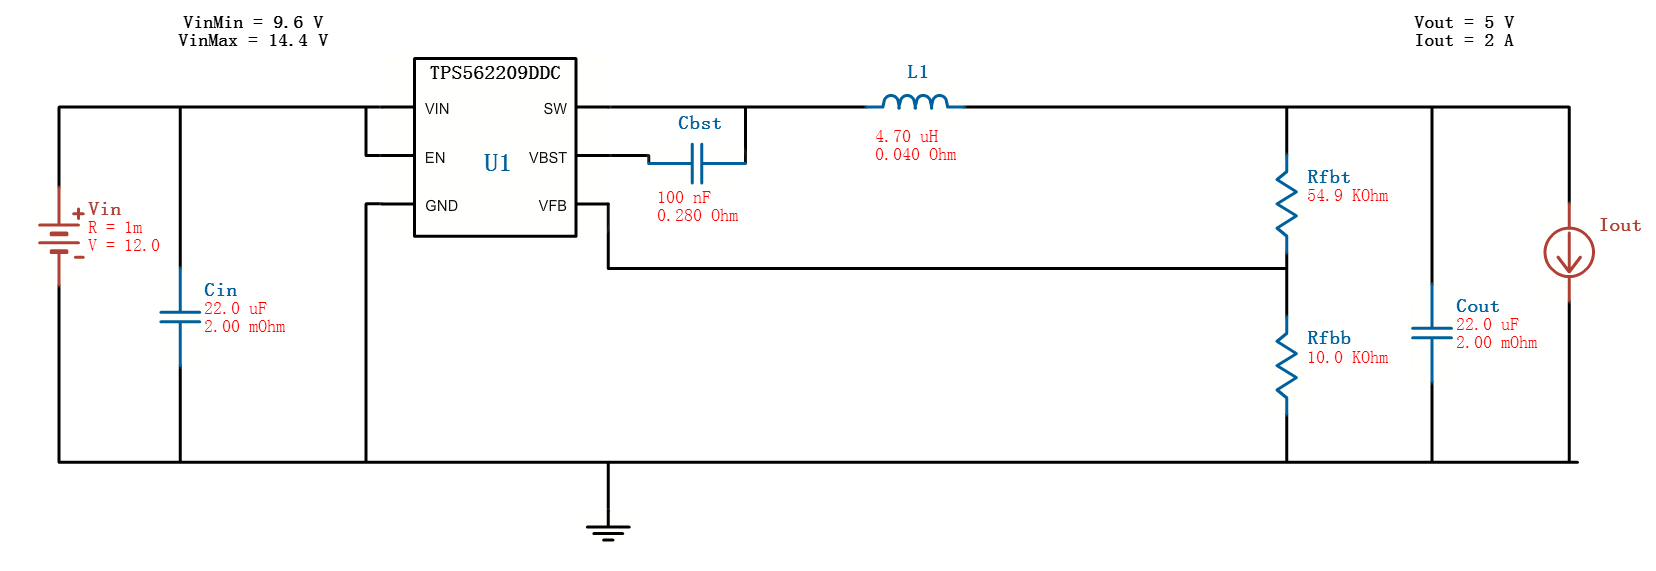 VinMin = 9.6 V
VinMax = 14.4 V
Vout = 5 V
Iout = 2 A
TPS562209DDC
VIN
SW
EN
U1
VBST
GND
VFB
L1
4.70 uH
0.040 Ohm
Cbst
100 nF
0.280 Ohm
Vin
R = 1m
V = 12.0
Cin
22.0 uF
2.00 mOhm
Rfbt
54.9 KOhm
Rfbb
10.0 KOhm
Cout
22.0 uF
2.00 mOhm
Iout